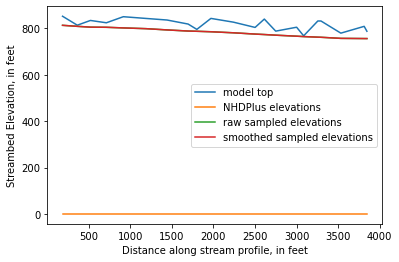 Streambed Elevation, in feet
800
600
400
200
0
model top
NHDPlus elevations
raw sampled elevations
smoothed sampled elevations
500 1000 1500 2000 2500 3000 3500 4000
Distance along stream profile, in feet